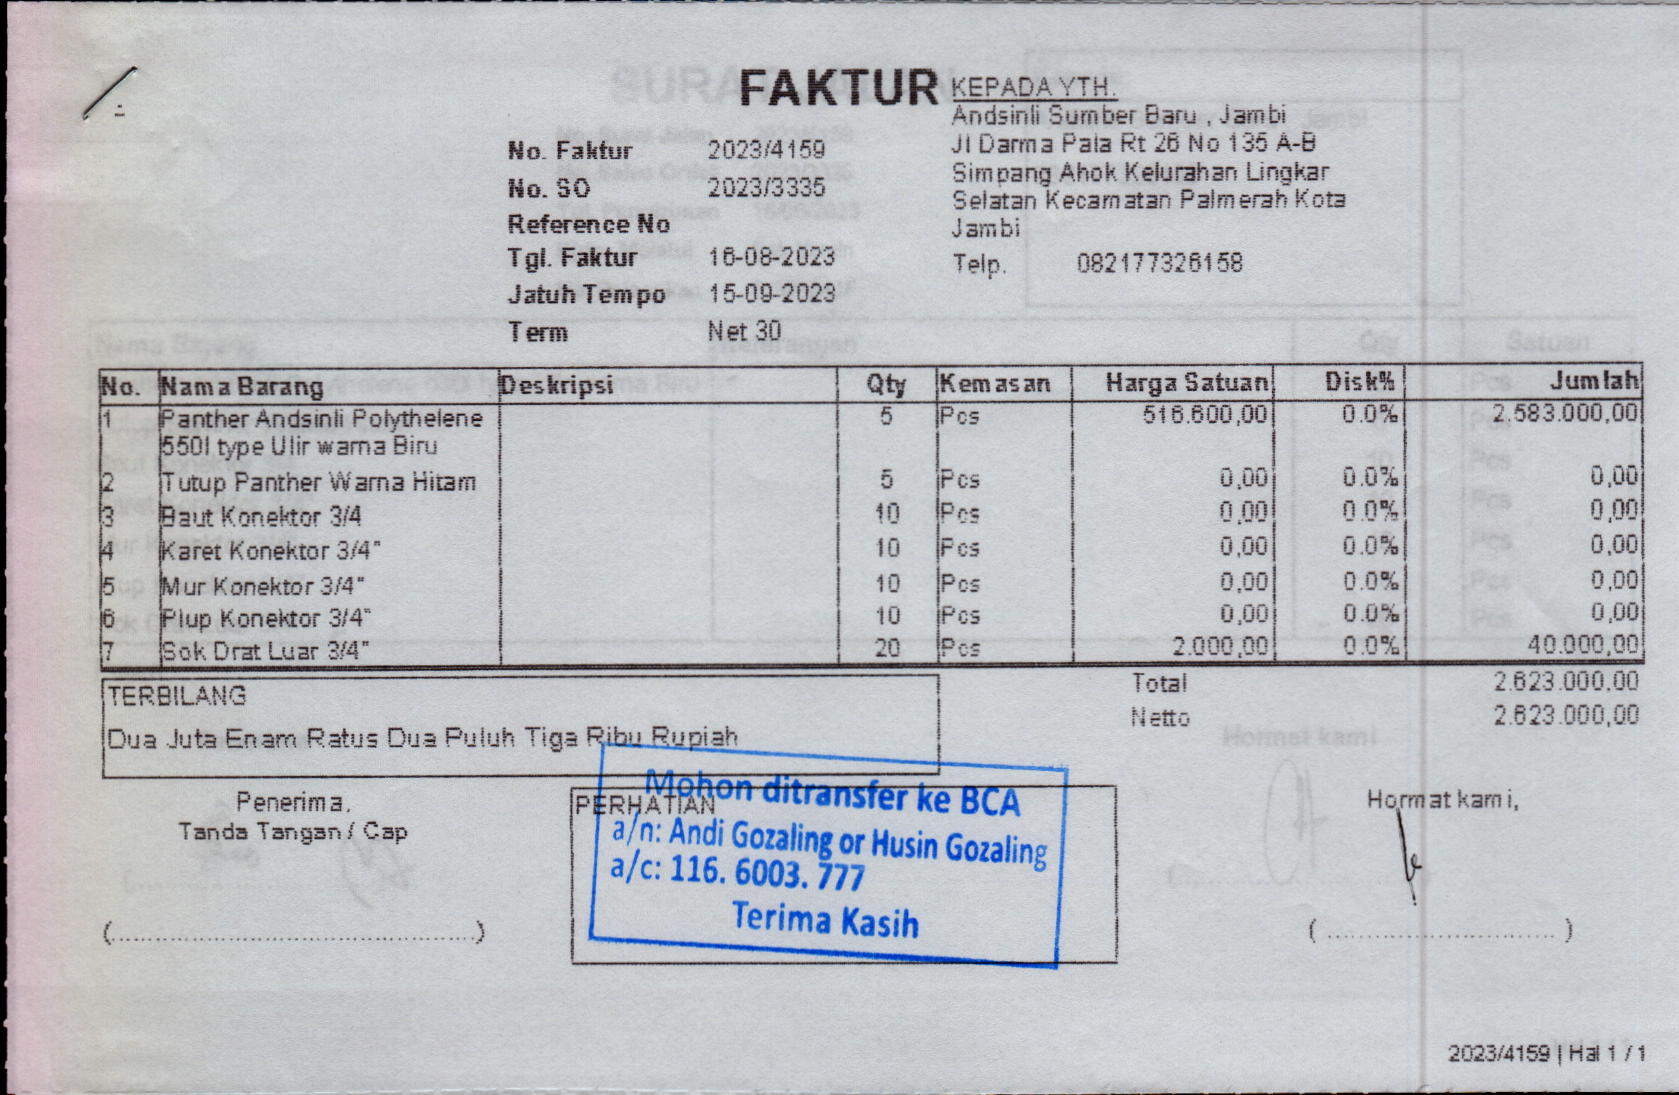 FAKTUR
KEPADA YTH.
Andsinli Sumber Baru , Jambi
Jl Darma Pala Rt 26 No 135 A-B
Simpang Ahok Kelurahan Lingkar
Selatan Kecamatan Palmerah Kota
Jambi
Telp. 082177326158
No. Faktur 2023/4159
No. SO 2023/3335
Reference No
Tgl. Faktur 16-08-2023
Jatuh Tempo 15-09-2023
Term Net 30
No. Nama Barang Deskripsi Qty Kemasan Harga Satuan Disk% Jumlah
1 Panther Andsinli Polythelene 5 Pcs 516.600,00 0.0% 2.583.000,00
550l type Ulir warna Biru
2 Tutup Panther Warna Hitam 5 Pcs 0,00 0.0% 0,00
3 Baut Konektor 3/4 10 Pcs 0,00 0.0% 0,00
4 Karet Konektor 3/4" 10 Pcs 0,00 0.0% 0,00
5 Mur Konektor 3/4" 10 Pcs 0,00 0.0% 0,00
6 Plup Konektor 3/4" 10 Pcs 0,00 0.0% 0,00
7 Sok Drat Luar 3/4" 20 Pcs 2.000,00 0.0% 40.000,00
Total 2.623.000,00
Netto 2.623.000,00
TERBILANG
Dua Juta Enam Ratus Dua Puluh Tiga Ribu Rupiah
Penerima,
Tanda Tangan / Cap
(..............................................)
PERHATIAN
Mohon ditransfer ke BCA
a/n: Andi Gozaling or Husin Gozaling
a/c: 116. 6003. 777
Terima Kasih
Hormat kami,
( ............................. )
2023/4159 | Hal 1 / 1